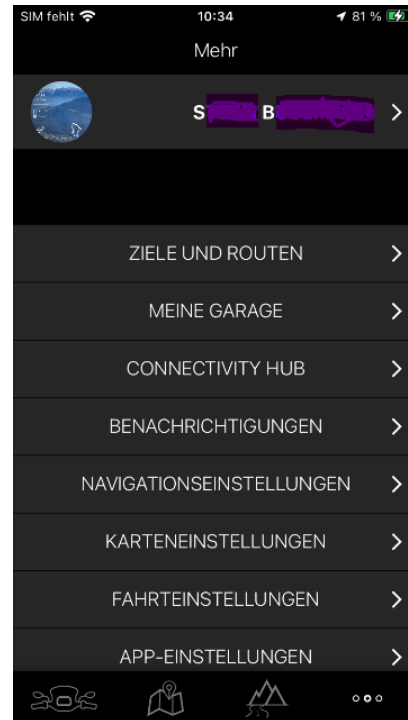 SIM fehlt 10:34 81 %
Mehr
S B
ZIELE UND ROUTEN
MEINE GARAGE
CONNECTIVITY HUB
BENACHRICHTIGUNGEN
NAVIGATIONSEINSTELLUNGEN
KARTENEINSTELLUNGEN
FAHRTEINSTELLUNGEN
APP-EINSTELLUNGEN